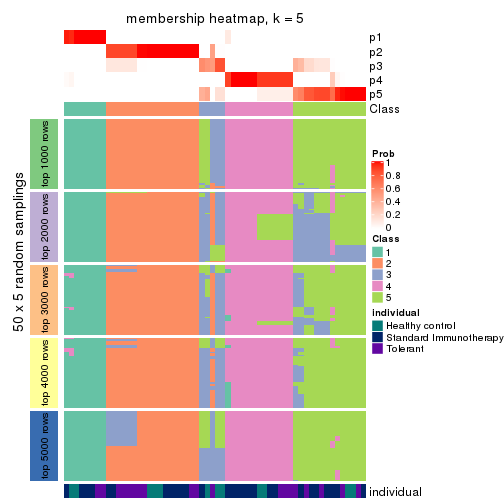 membership heatmap, k = 5
p1
p2
p3
p4
p5
Class
50 x 5 random samplings
top 1000 rows
top 2000 rows
top 3000 rows
top 4000 rows
top 5000 rows
individual
Prob
1
0.8
0.6
0.4
0.2
0
Class
1
2
3
4
5
individual
Healthy control
Standard Immunotherapy
Tolerant